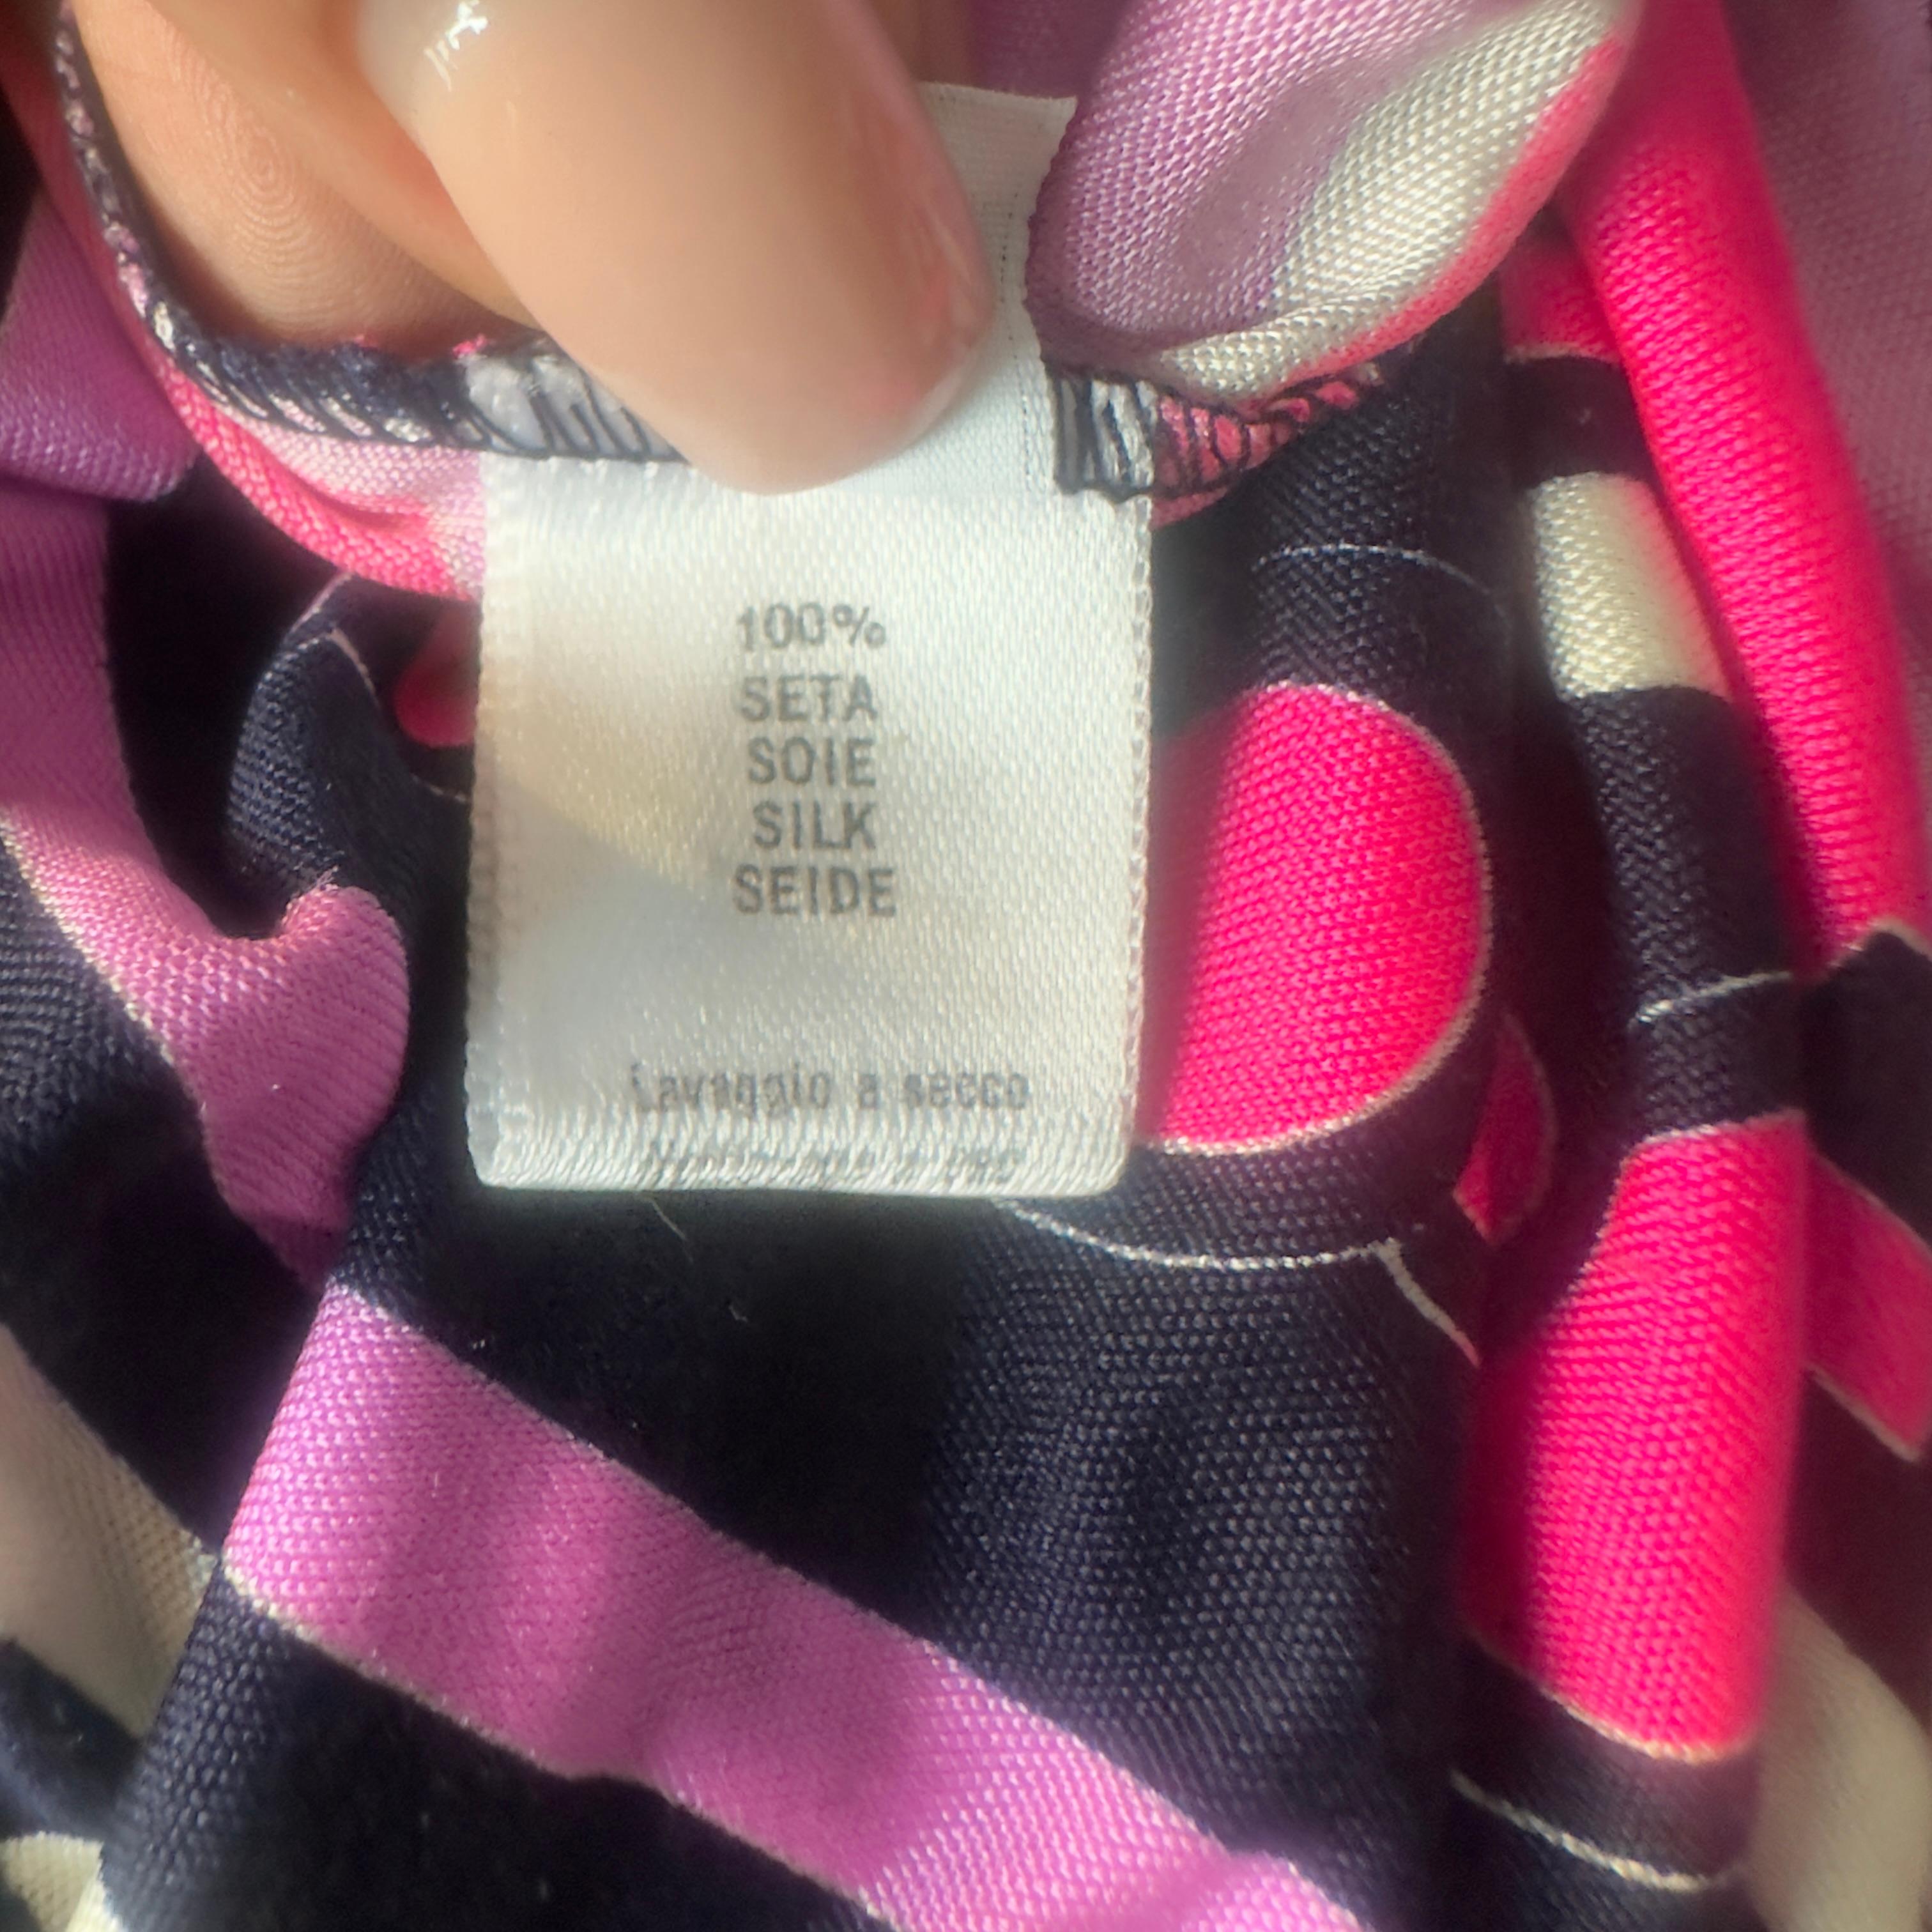 100%
SETA
SOIE
SILK
SEIDE
Lavaggio a secco